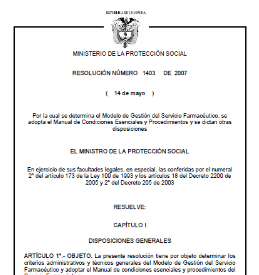 REPÚBLICA DE COLOMBIA
MINISTERIO DE LA PROTECCIÓN SOCIAL
RESOLUCIÓN NÚMERO 1403 DE 2007
( 14 de mayo )
Por la cual se determina el Modelo de Gestión del Servicio Farmacéutico, se
adopta el Manual de Condiciones Esenciales y Procedimientos y se dictan otras
disposiciones
EL MINISTRO DE LA PROTECCIÓN SOCIAL
En ejercicio de sus facultades legales, en especial, las conferidas por el numeral
2° del artículo 173 de la Ley 100 de 1993 y los artículos 18 del Decreto 2200 de
2005 y 2° del Decreto 205 de 2003
RESUELVE:
CAPÍTULO I
DISPOSICIONES GENERALES
ARTÍCULO 1°.- OBJETO. La presente resolución tiene por objeto determinar los
criterios administrativos y técnicos generales del Modelo de Gestión del Servicio
Farmacéutico y adoptar el Manual de condiciones esenciales y procedimientos del